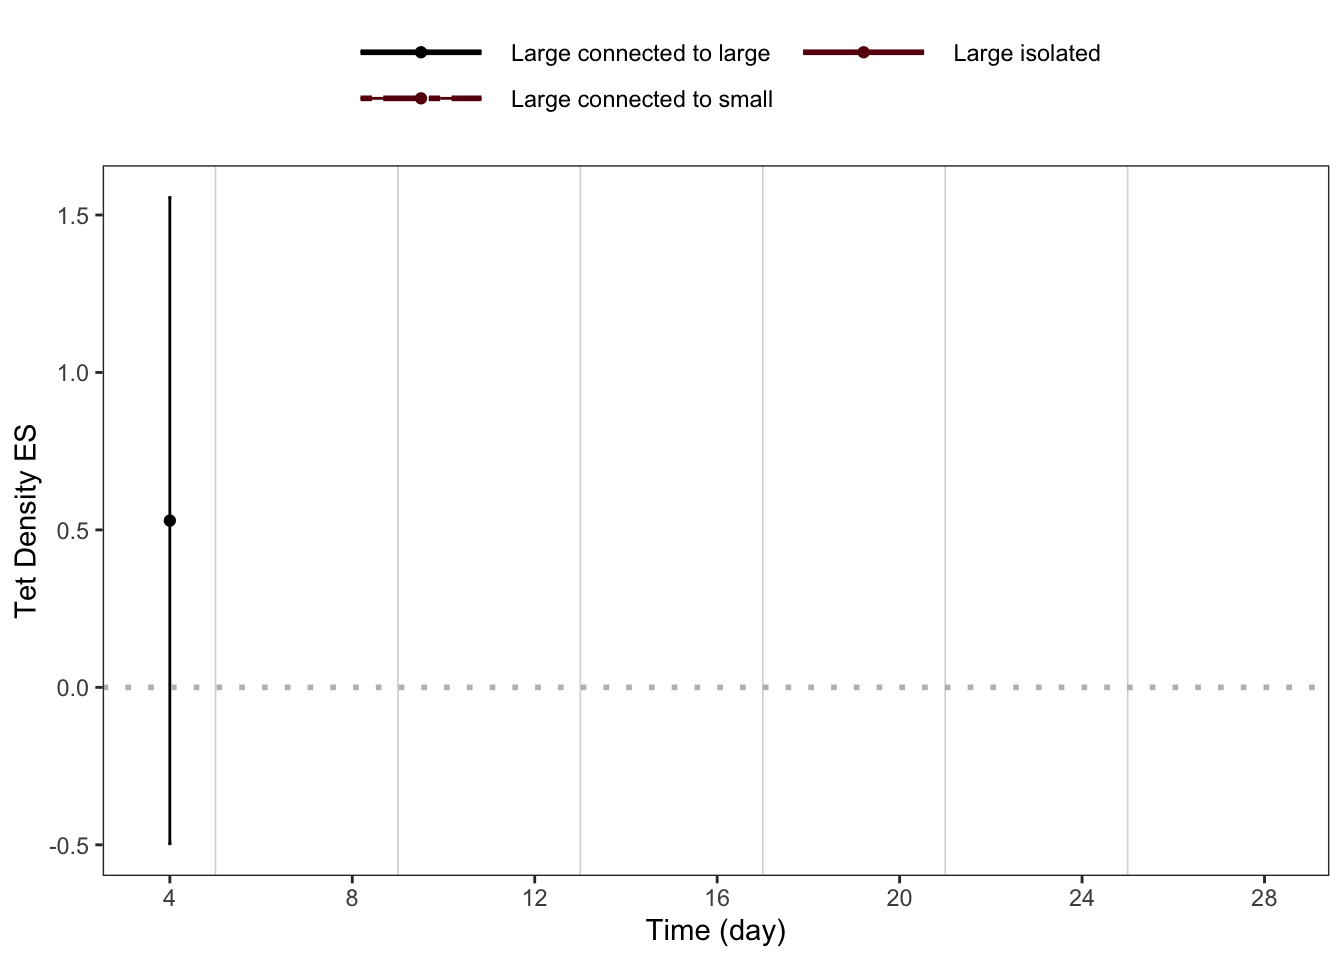 Large connected to large
Large isolated
Large connected to small
Tet Density ES
1.5
1.0
0.5
0.0
-0.5
4 8 12 16 20 24 28
Time (day)